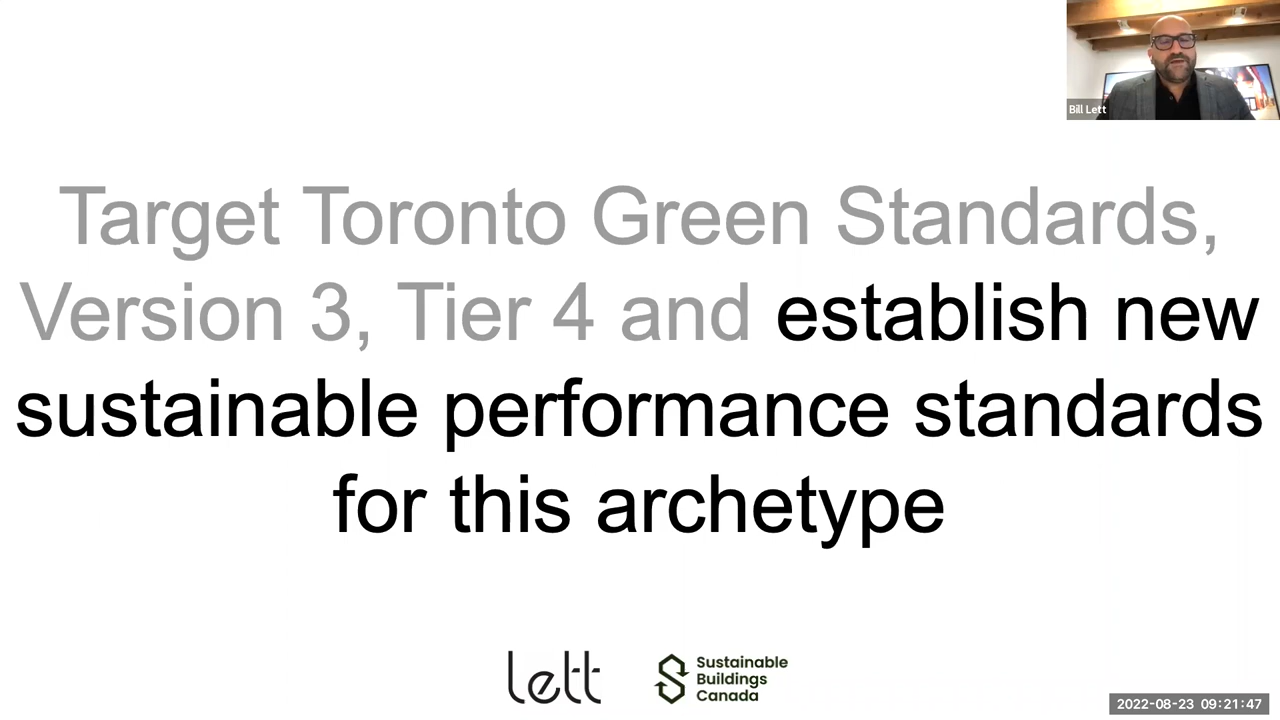 Bill Lett
Target Toronto Green Standards,
Version 3, Tier 4 and establish new
sustainable performance standards
for this archetype
lett
Sustainable
Buildings
Canada
2022-08-23 09:21:47